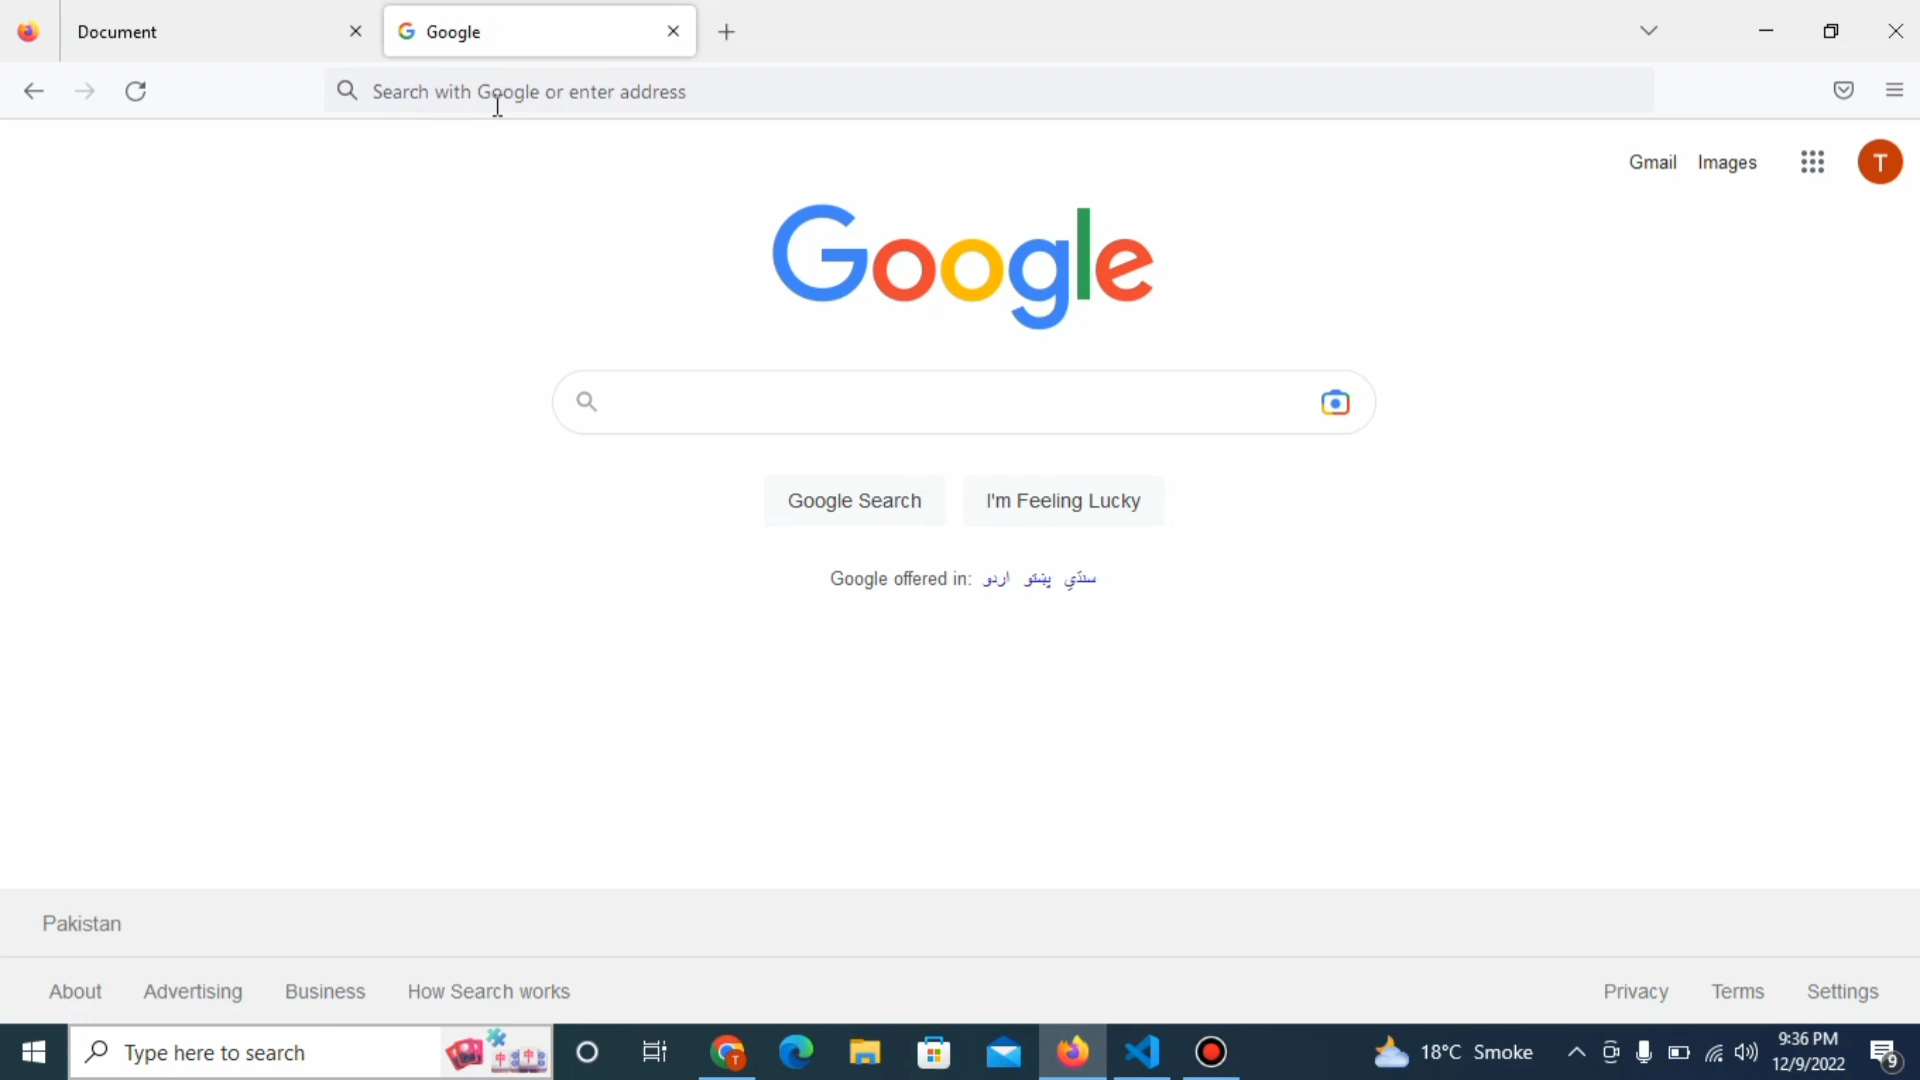 Document
Google
Search with Google or enter address
Gmail Images
T
Google
Google Search
I'm Feeling Lucky
Google offered in: اردو پښتو سنڌي
Pakistan
About Advertising Business How Search works
Privacy Terms Settings
Type here to search
T
18°C Smoke
9:36 PM
12/9/2022
9